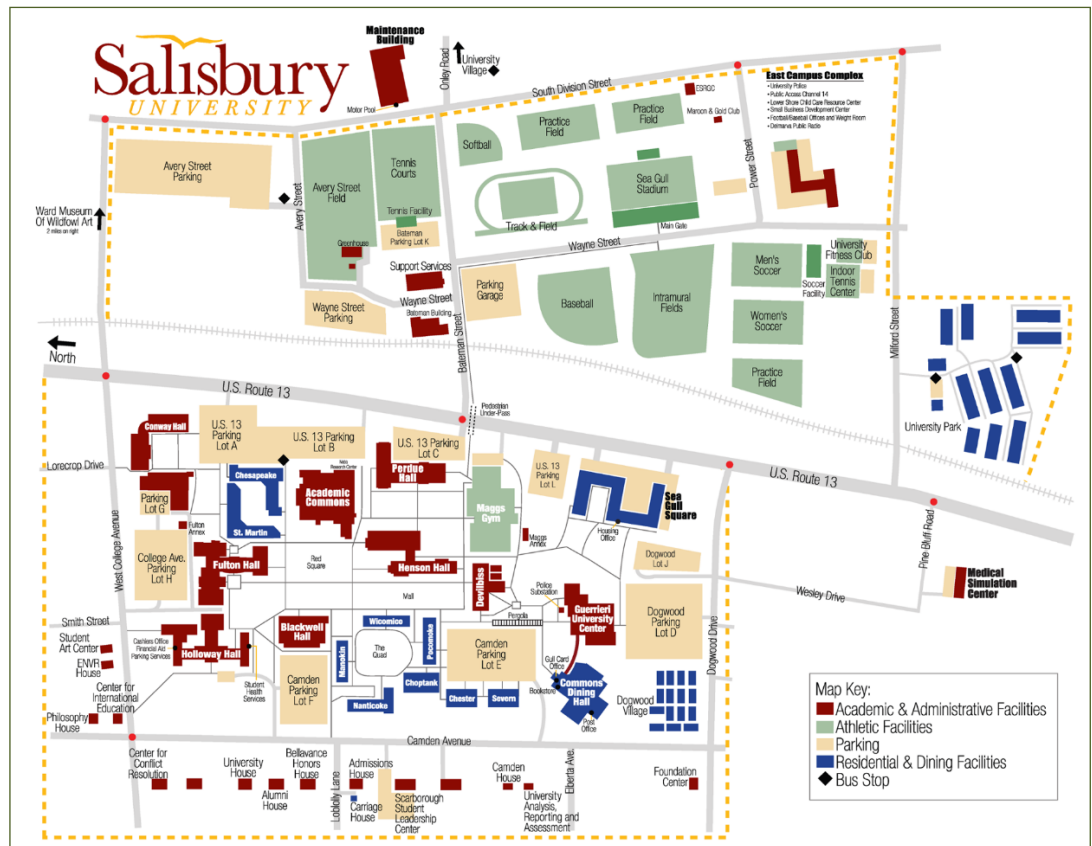 Salisbury
UNIVERSITY
Maintenance
Building
Motor Pool
Onley Road
University
Village
South Division Street
East Campus Complex
• University Police
• Public Access Channel 14
• Lower Shore Child Care Resource Center
• Small Business Development Center
• Football/Baseball Offices and Weight Room
• Delmarva Public Radio
ESRGC
Maroon & Gold Club
Practice
Field
Practice
Field
Softball
Tennis
Courts
Avery Street
Parking
Avery Street
Avery Street
Field
Sea Gull
Stadium
Power Street
Ward Museum
Of Wildfowl Art
2 miles on right
Tennis Facility
Bateman
Parking Lot K
Track & Field
Main Gate
Greenhouse
Wayne Street
Support Services
Men's
Soccer
University
Fitness Club
Soccer
Facility
Indoor
Tennis
Center
Wayne Street
Parking
Wayne Street
Bateman Building
Parking
Garage
Baseball
Intramural
Fields
Women's
Soccer
Milford Street
Bateman Street
Practice
Field
North
U.S. Route 13
Pedestrian
Under-Pass
University Park
Conway Hall
U.S. 13
Parking
Lot A
U.S. 13 Parking
Lot B
U.S. 13 Parking
Lot C
Lorecrop Drive
Chesapeake
Academic
Commons
Perdue
Hall
U.S. 13
Parking
Lot L
U.S. Route 13
Parking
Lot G
Fulton
Annex
St. Martin
Maggs
Gym
Sea
Gull
Square
Housing
Office
Maggs
Annex
West College Avenue
College Ave.
Parking
Lot H
Fulton Hall
Red
Square
Henson Hall
Dogwood
Lot J
Pine Bluff Road
Medical
Simulation
Center
Mall
Devilbiss
Police
Substation
Wesley Drive
Smith Street
Student
Art Center
ENVR
House
Cashiers Office
Financial Aid
Parking Services
Holloway Hall
Blackwell
Hall
Wicomico
Pocomoke
Pergola
Guerrieri
University
Center
Dogwood
Parking
Lot D
Dogwood Drive
Manokin
The
Quad
Camden
Parking
Lot E
Gull Card
Office
Student
Health
Services
Camden
Parking
Lot F
Choptank
Nanticoke
Chester
Severn
Bookstore
Commons
Dining
Hall
Post
Office
Dogwood
Village
Center for
International
Education
Philosophy
House
Camden Avenue
Map Key:
Academic & Administrative Facilities
Athletic Facilities
Parking
Residential & Dining Facilities
Bus Stop
Center for
Conflict
Resolution
University
House
Alumni
House
Bellavance
Honors
House
Loblolly Lane
Admissions
House
Carriage
House
Scarborough
Student
Leadership
Center
Camden
House
University
Analysis,
Reporting and
Assessment
Elberta Ave.
Foundation
Center